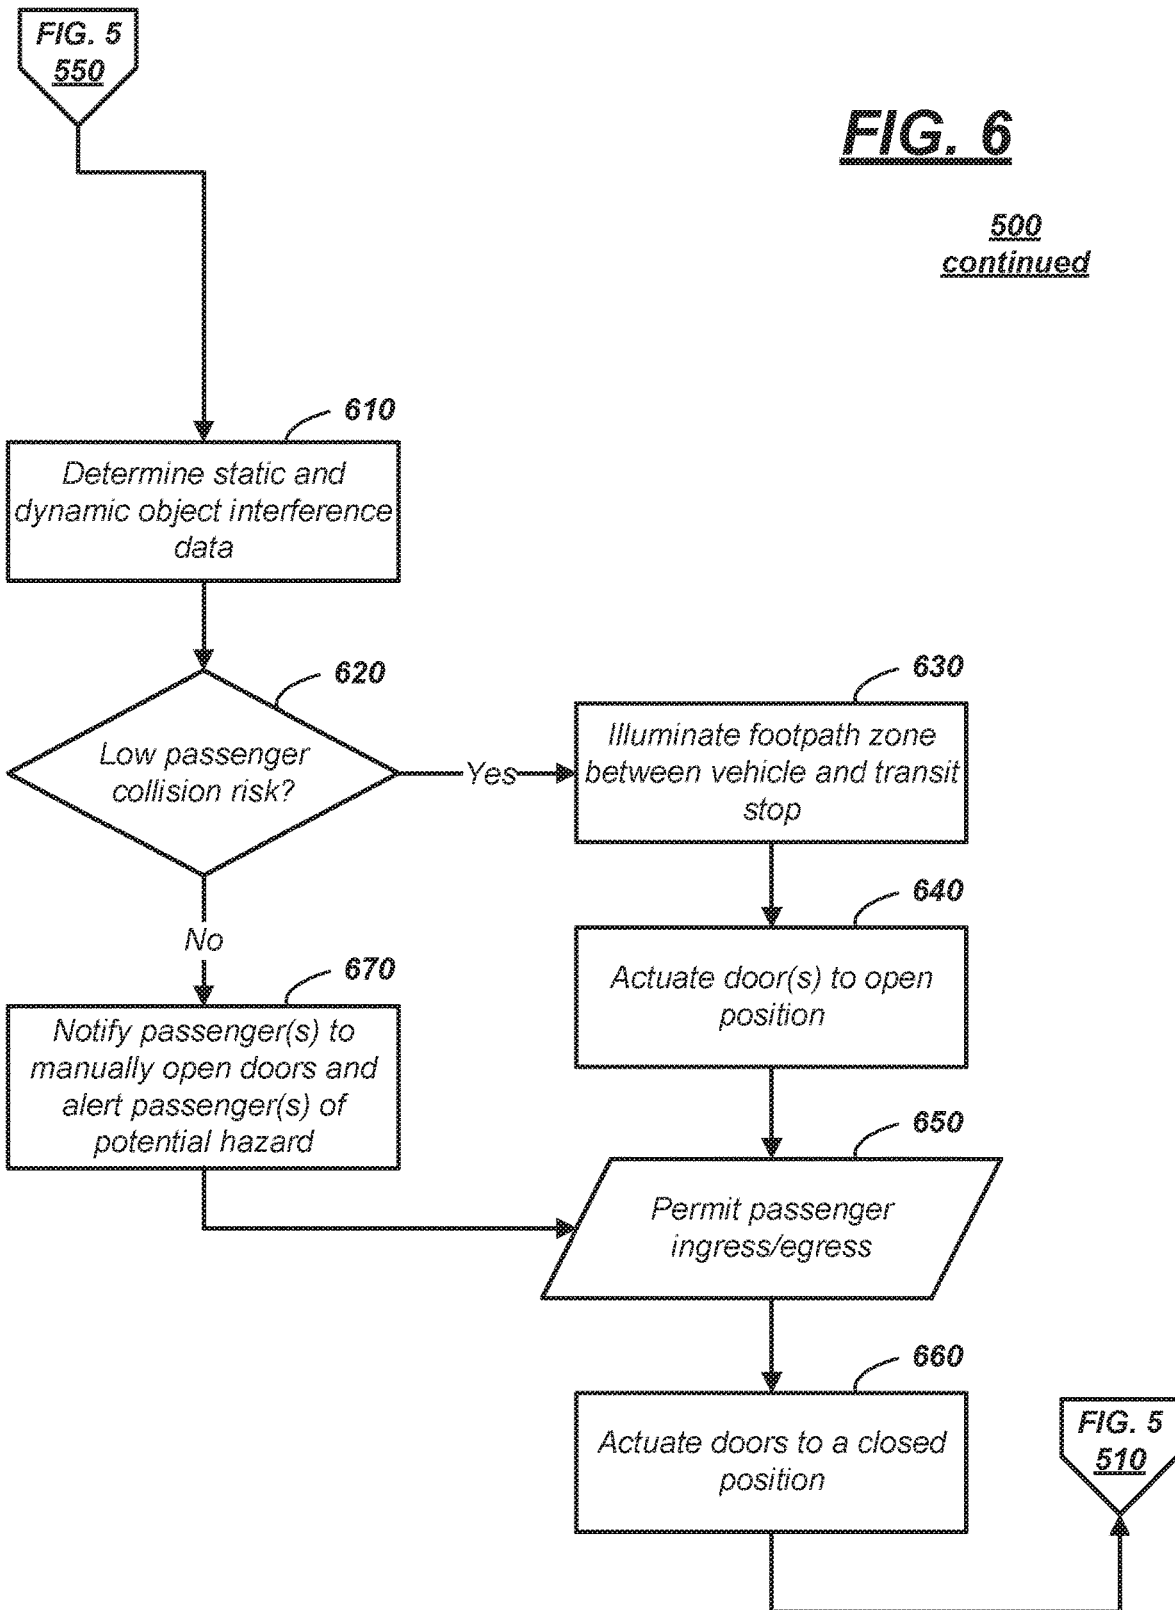 FIG. 5
550
FIG. 6
500
continued
610
Determine static and
dynamic object interference
data
620
Low passenger
collision risk?
Yes
630
Illuminate footpath zone
between vehicle and transit
stop
640
Actuate door(s) to open
position
No
670
Notify passenger(s) to
manually open doors and
alert passenger(s) of
potential hazard
650
Permit passenger
ingress/egress
660
Actuate doors to a closed
position
FIG. 5
510